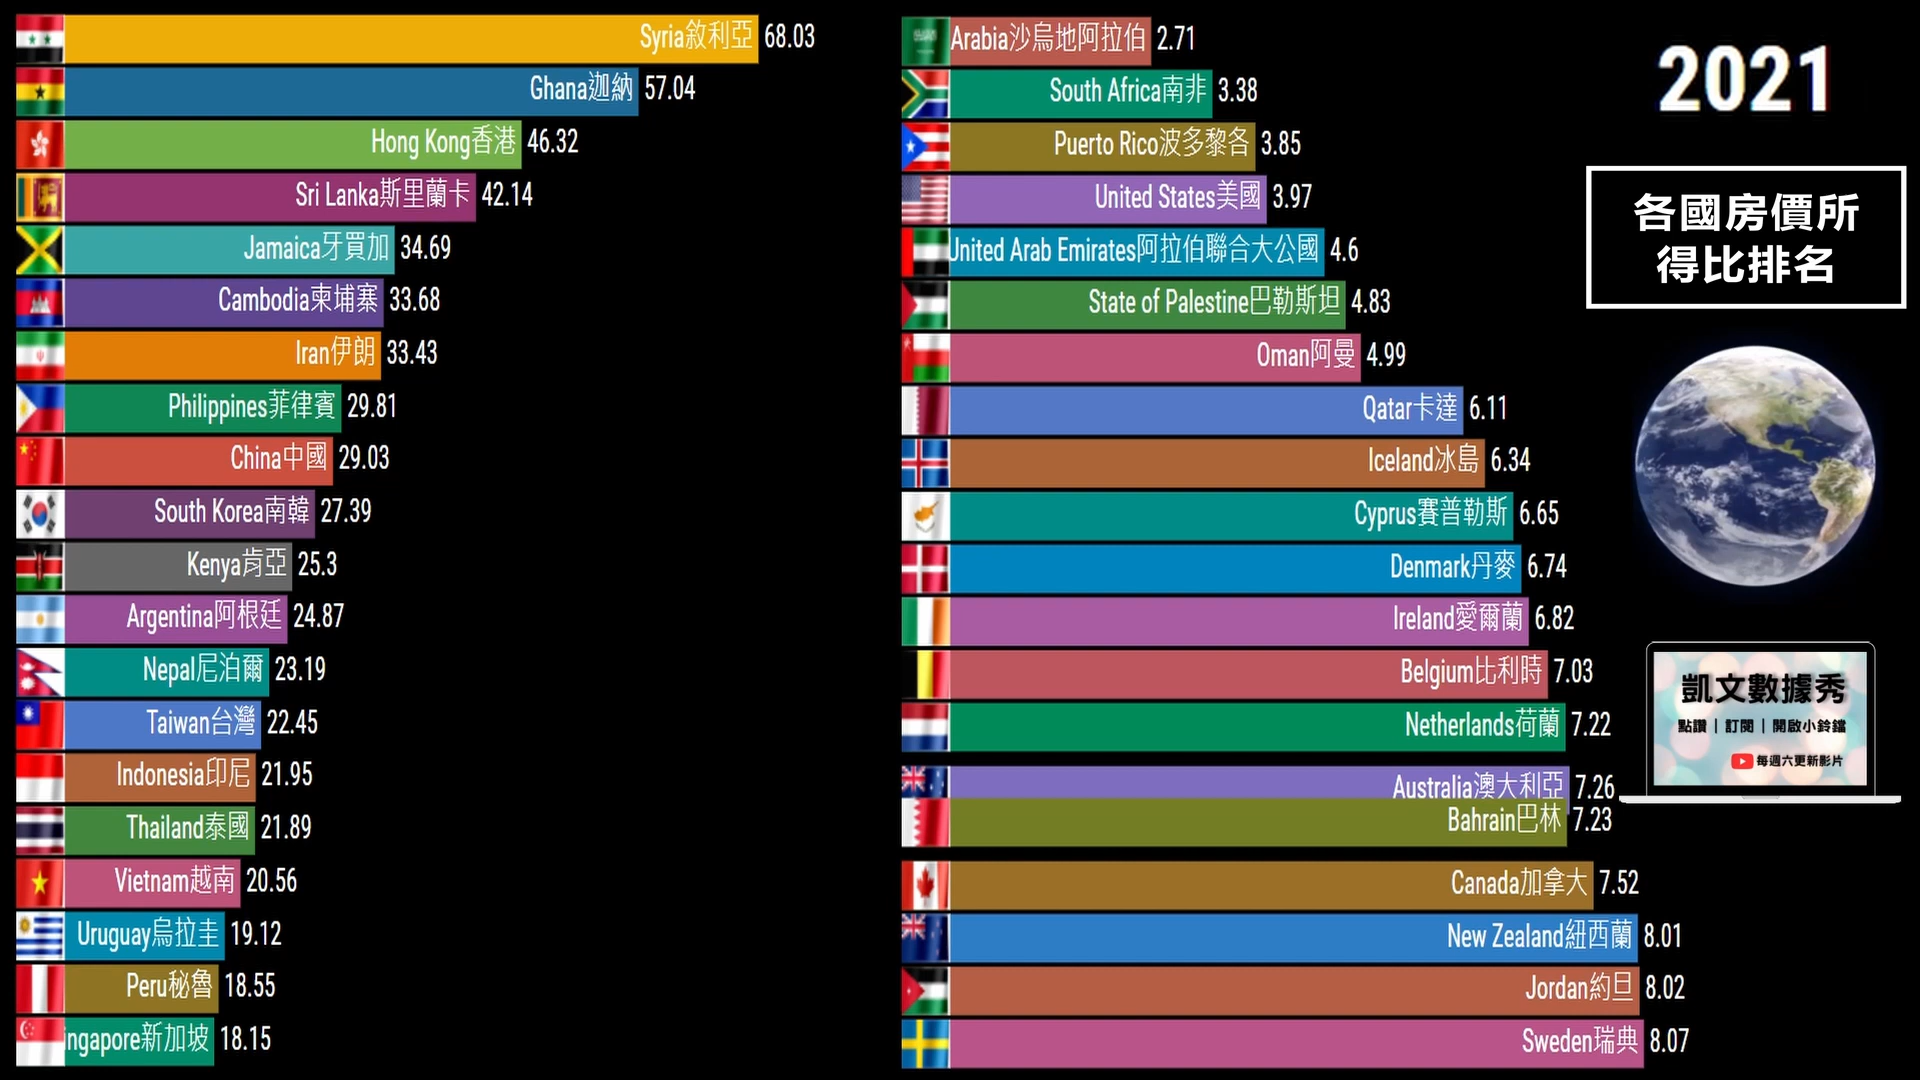 Syria敘利亞 68.03
Ghana迦納 57.04
Hong Kong香港 46.32
Sri Lanka斯里蘭卡 42.14
Jamaica牙買加 34.69
Cambodia柬埔寨 33.68
Iran伊朗 33.43
Philippines菲律賓 29.81
China中國 29.03
South Korea南韓 27.39
Kenya肯亞 25.3
Argentina阿根廷 24.87
Nepal尼泊爾 23.19
Taiwan台灣 22.45
Indonesia印尼 21.95
Thailand泰國 21.89
Vietnam越南 20.56
Uruguay烏拉圭 19.12
Peru秘魯 18.55
ingapore新加坡 18.15
Arabia沙烏地阿拉伯 2.71
South Africa南非 3.38
Puerto Rico波多黎各 3.85
United States美國 3.97
United Arab Emirates阿拉伯聯合大公國 4.6
State of Palestine巴勒斯坦 4.83
Oman阿曼 4.99
Qatar卡達 6.11
Iceland冰島 6.34
Cyprus賽普勒斯 6.65
Denmark丹麥 6.74
Ireland愛爾蘭 6.82
Belgium比利時 7.03
Netherlands荷蘭 7.22
Australia澳大利亞 7.26
Bahrain巴林 7.23
Canada加拿大 7.52
New Zealand紐西蘭 8.01
Jordan約旦 8.02
Sweden瑞典 8.07
2021
各國房價所
得比排名
凱文數據秀
點讚 | 訂閱 | 開啟小鈴鐺
每週六更新影片